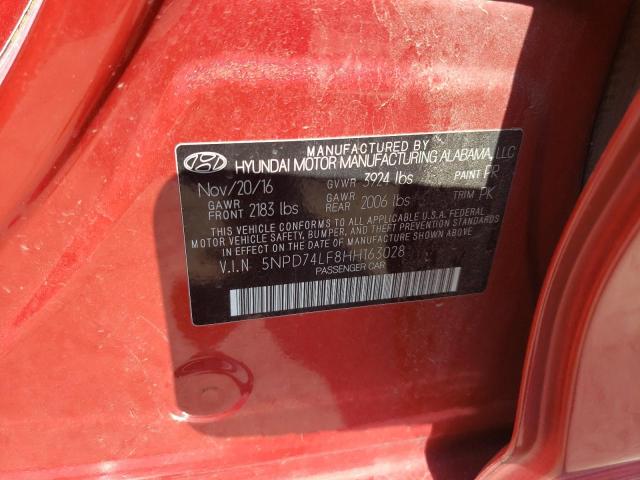 MANUFACTURED BY
HYUNDAI MOTOR MANUFACTURING ALABAMA, LLC
Nov/20/16 GVWR 3924 lbs PAINT PR
GAWR FRONT 2183 lbs GAWR REAR 2006 lbs TRIM PK
THIS VEHICLE CONFORMS TO ALL APPLICABLE U.S.A. FEDERAL
MOTOR VEHICLE SAFETY, BUMPER, AND THEFT PREVENTION STANDARDS
IN EFFECT ON THE DATE OF MANUFACTURE SHOWN ABOVE.
V.I.N 5NPD74LF8HH163028
PASSENGER CAR